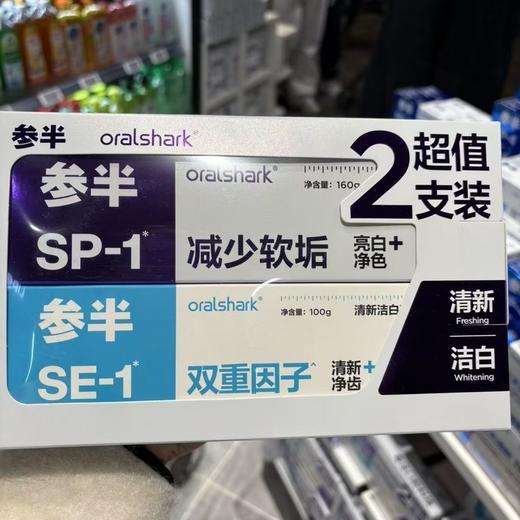 参半 oralshark®
2 超值
支装
参半 oralshark®
净含量：160g
SP-1* 减少软垢 亮白+
净色
参半 oralshark®
净含量：100g 清新洁白
SE-1* 双重因子^ 清新+
净齿
清新
Freshing
洁白
Whitening